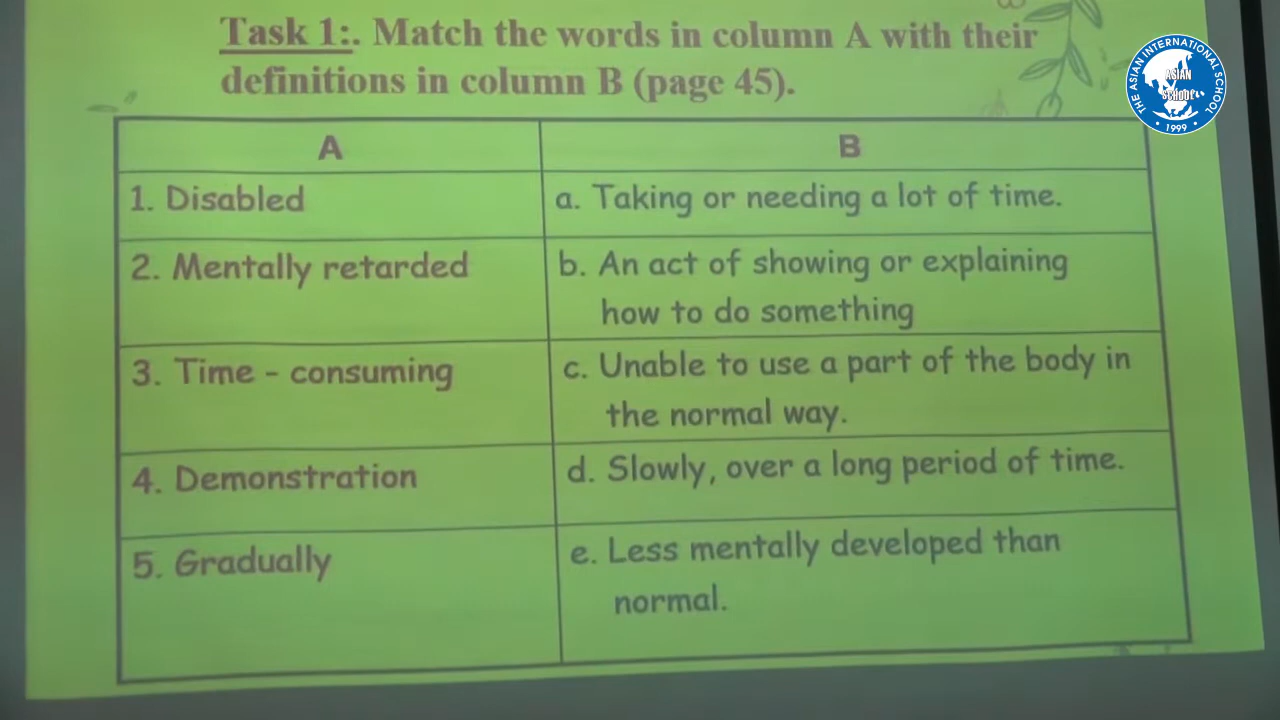 Task 1:. Match the words in column A with their
definitions in column B (page 45).
A
B
1. Disabled
a. Taking or needing a lot of time.
2. Mentally retarded
b. An act of showing or explaining
how to do something
3. Time - consuming
c. Unable to use a part of the body in
the normal way.
4. Demonstration
d. Slowly, over a long period of time.
5. Gradually
e. Less mentally developed than
normal.
THE ASIAN INTERNATIONAL SCHOOL
ASIAN
SCHOOL
• 1999 •